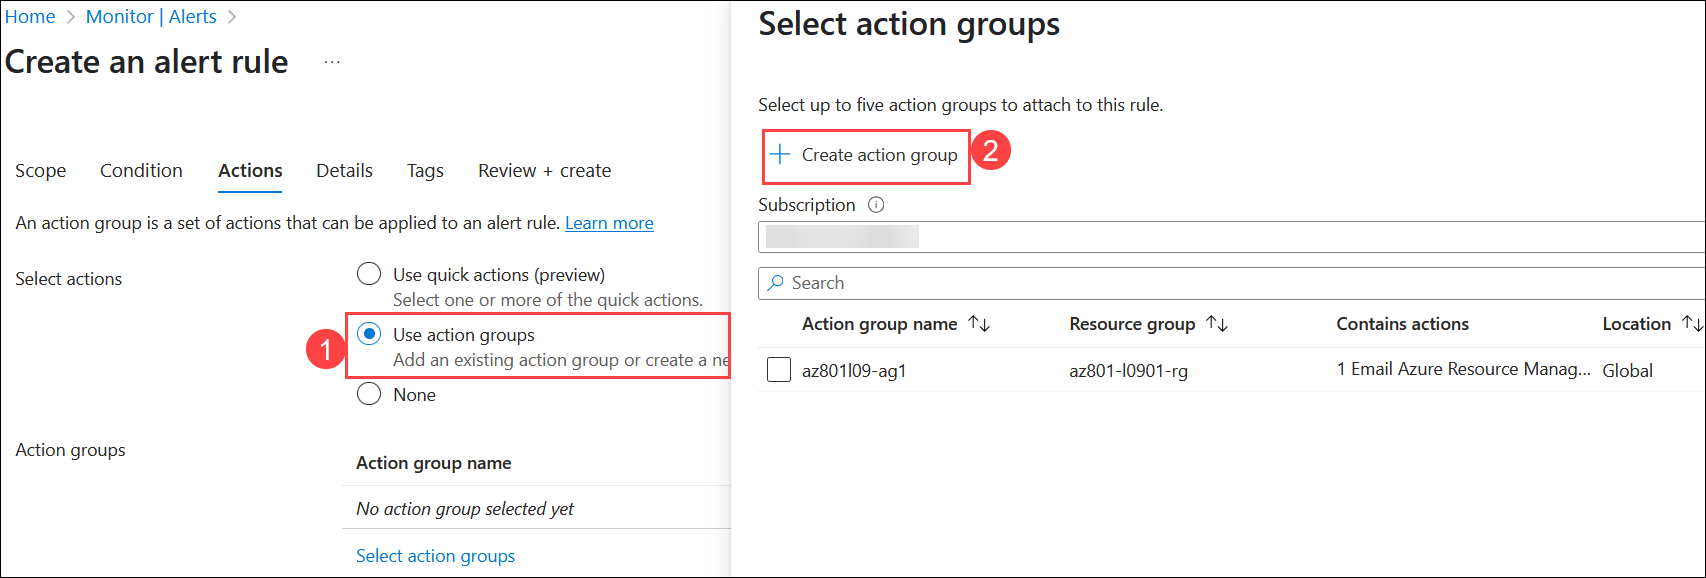 Home > Monitor | Alerts >
Create an alert rule ...
Scope Condition Actions Details Tags Review + create
An action group is a set of actions that can be applied to an alert rule. Learn more
Select actions
Use quick actions (preview)
Select one or more of the quick actions.
1
Use action groups
Add an existing action group or create a ne
None
Action groups
Action group name
No action group selected yet
Select action groups
Select action groups
Select up to five action groups to attach to this rule.
+ Create action group 2
Subscription
Search
Action group name ↑↓ Resource group ↑↓ Contains actions Location ↑↓
az801l09-ag1 az801-l0901-rg 1 Email Azure Resource Manag... Global